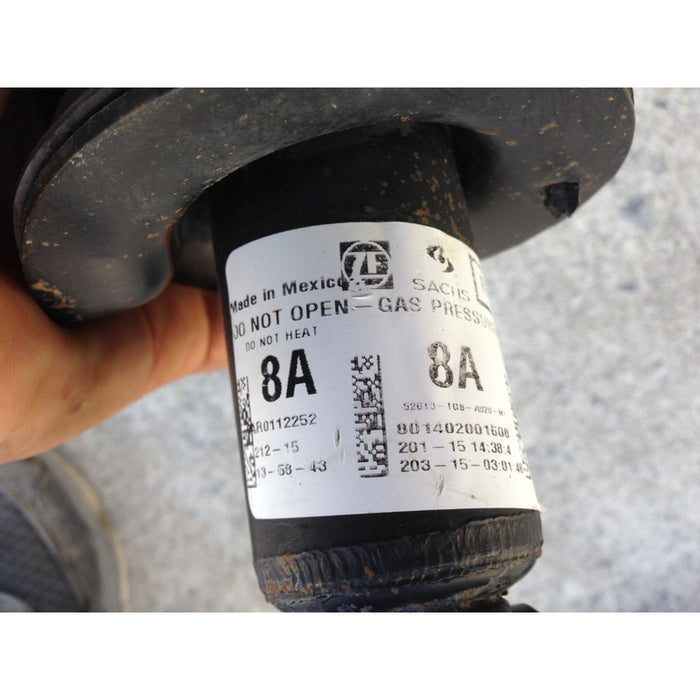 ZF
SACHS
Made in Mexico
DO NOT OPEN - GAS PRESSUR
DO NOT HEAT
8A
8A
AR0112252
801402001608
212-15
201-15 14:38:4
13-58-43
203-15-03:01